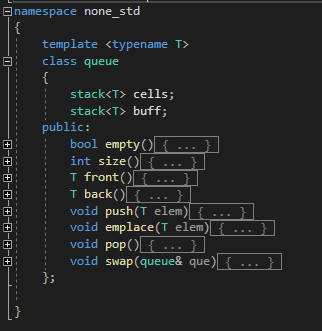 namespace none_std
{
template <typename T>
class queue
{
stack<T> cells;
stack<T> buff;
public:
bool empty(){ ... }
int size(){ ... }
T front(){ ... }
T back(){ ... }
void push(T elem){ ... }
void emplace(T elem){ ... }
void pop(){ ... }
void swap(queue& que){ ... }
};
}